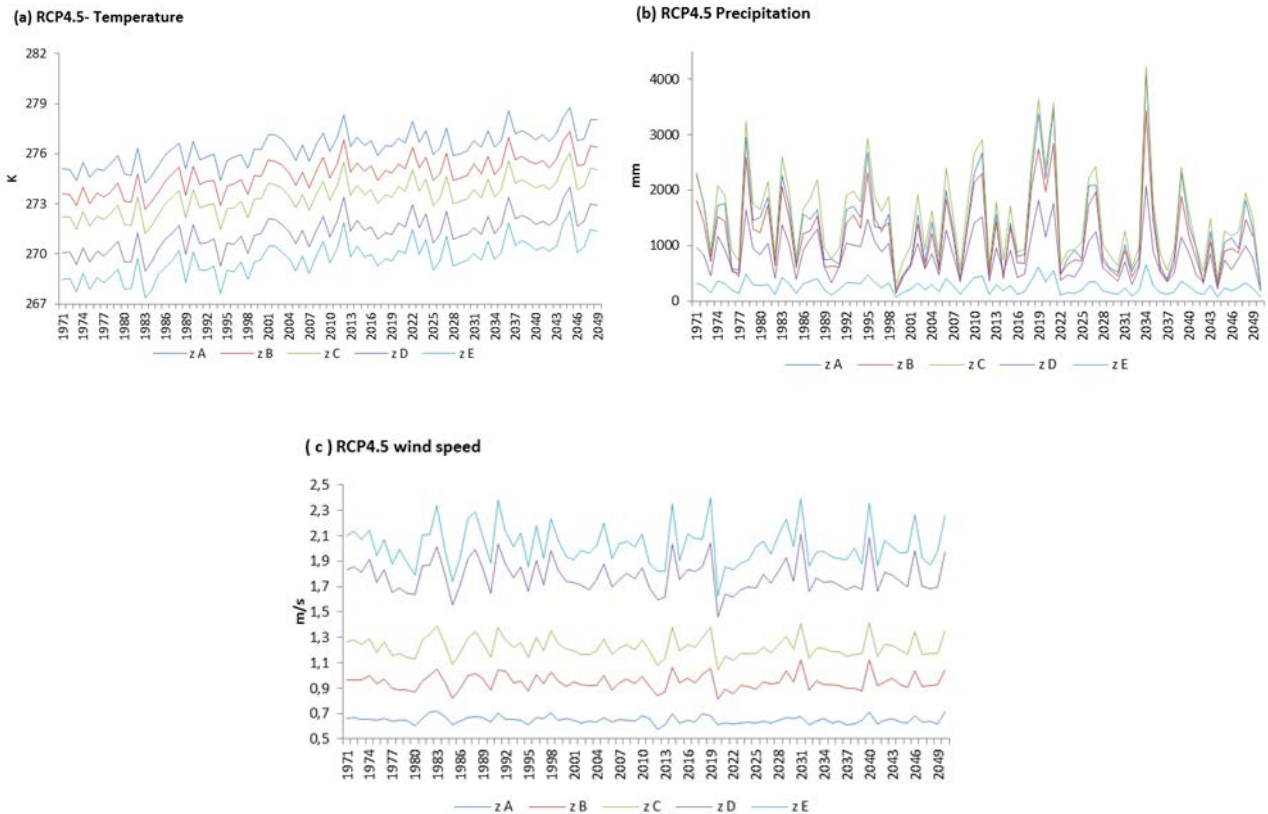 (a) RCP4.5- Temperature
282
279
276
273
270
267
K
1971 1974 1977 1980 1983 1986 1989 1992 1995 1998 2001 2004 2007 2010 2013 2016 2019 2022 2025 2028 2031 2034 2037 2040 2043 2046 2049
z A z B z C z D z E
(b) RCP4.5 Precipitation
4000
3000
2000
1000
0
mm
1971 1974 1977 1980 1983 1986 1989 1992 1995 1998 2001 2004 2007 2010 2013 2016 2019 2022 2025 2028 2031 2034 2037 2040 2043 2046 2049
z A z B z C z D z E
( c ) RCP4.5 wind speed
2,5
2,3
2,1
1,9
1,7
1,5
1,3
1,1
0,9
0,7
0,5
m/s
1971 1974 1977 1980 1983 1986 1989 1992 1995 1998 2001 2004 2007 2010 2013 2016 2019 2022 2025 2028 2031 2034 2037 2040 2043 2046 2049
z A z B z C z D z E